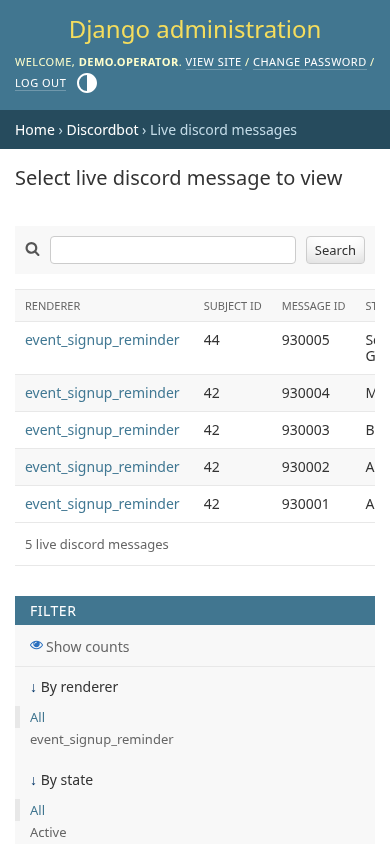 Django administration
WELCOME, DEMO.OPERATOR. VIEW SITE / CHANGE PASSWORD /
LOG OUT
Home › Discordbot › Live discord messages
Select live discord message to view
Search
RENDERER SUBJECT ID MESSAGE ID ST
event_signup_reminder 44 930005
event_signup_reminder 42 930004 M
event_signup_reminder 42 930003 B
event_signup_reminder 42 930002 A
event_signup_reminder 42 930001 A
5 live discord messages
FILTER
Show counts
↓ By renderer
All
event_signup_reminder
↓ By state
All
Active